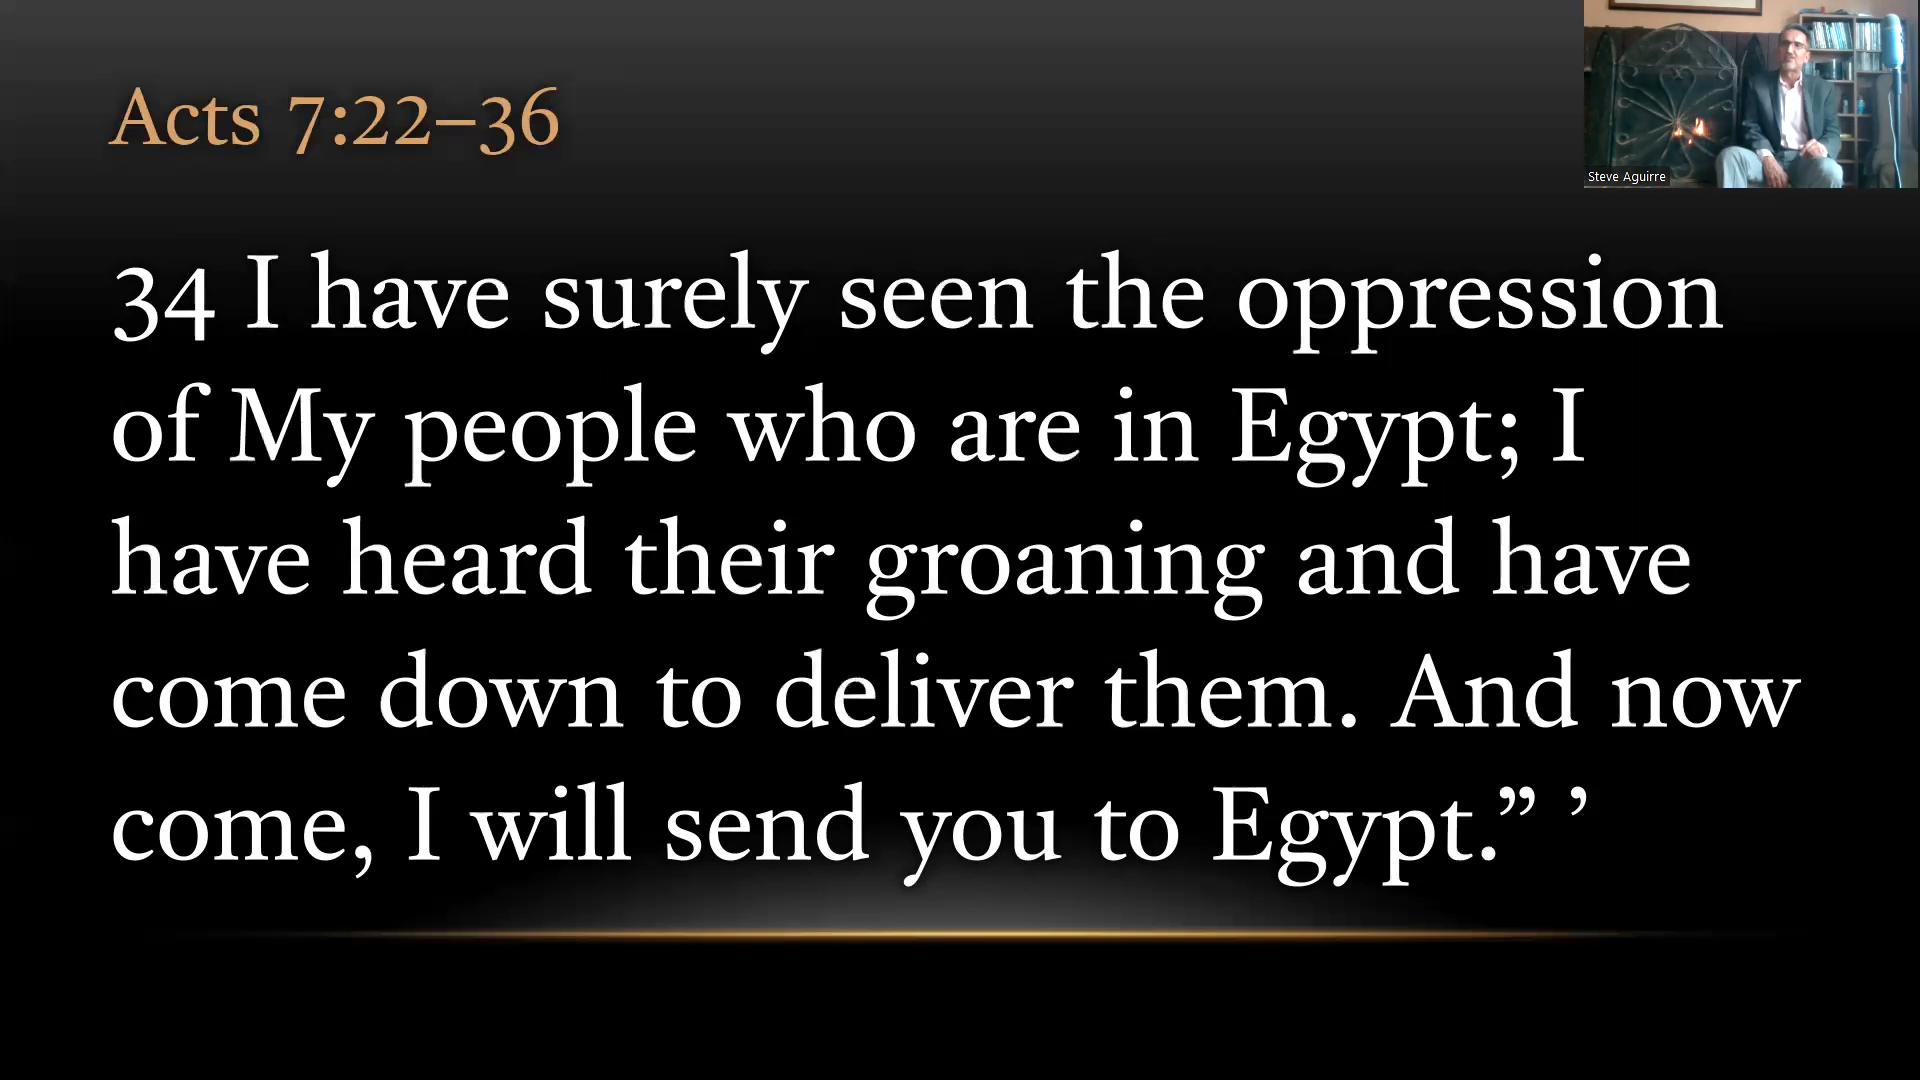 Acts 7:22–36
Steve Aguirre
34 I have surely seen the oppression
of My people who are in Egypt; I
have heard their groaning and have
come down to deliver them. And now
come, I will send you to Egypt.” ’